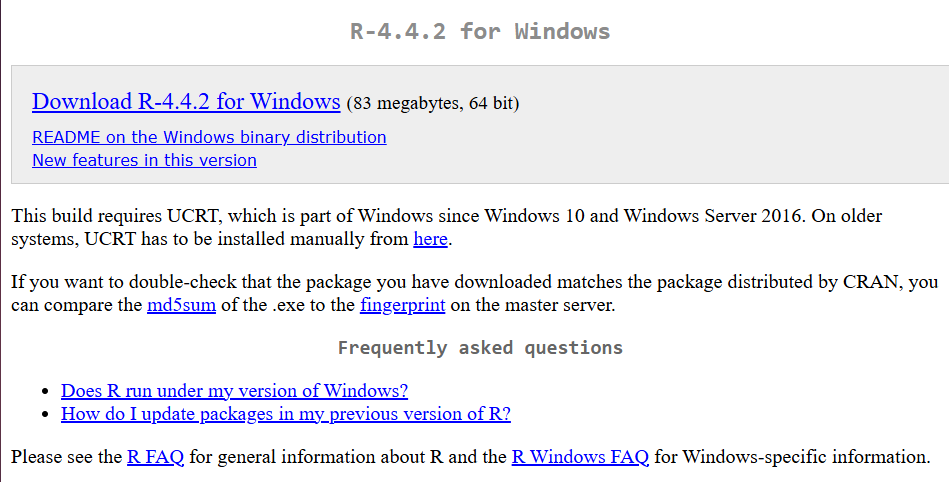 R-4.4.2 for Windows
Download R-4.4.2 for Windows (83 megabytes, 64 bit)
README on the Windows binary distribution
New features in this version
This build requires UCRT, which is part of Windows since Windows 10 and Windows Server 2016. On older
systems, UCRT has to be installed manually from here.
If you want to double-check that the package you have downloaded matches the package distributed by CRAN, you
can compare the md5sum of the .exe to the fingerprint on the master server.
Frequently asked questions
• Does R run under my version of Windows?
• How do I update packages in my previous version of R?
Please see the R FAQ for general information about R and the R Windows FAQ for Windows-specific information.